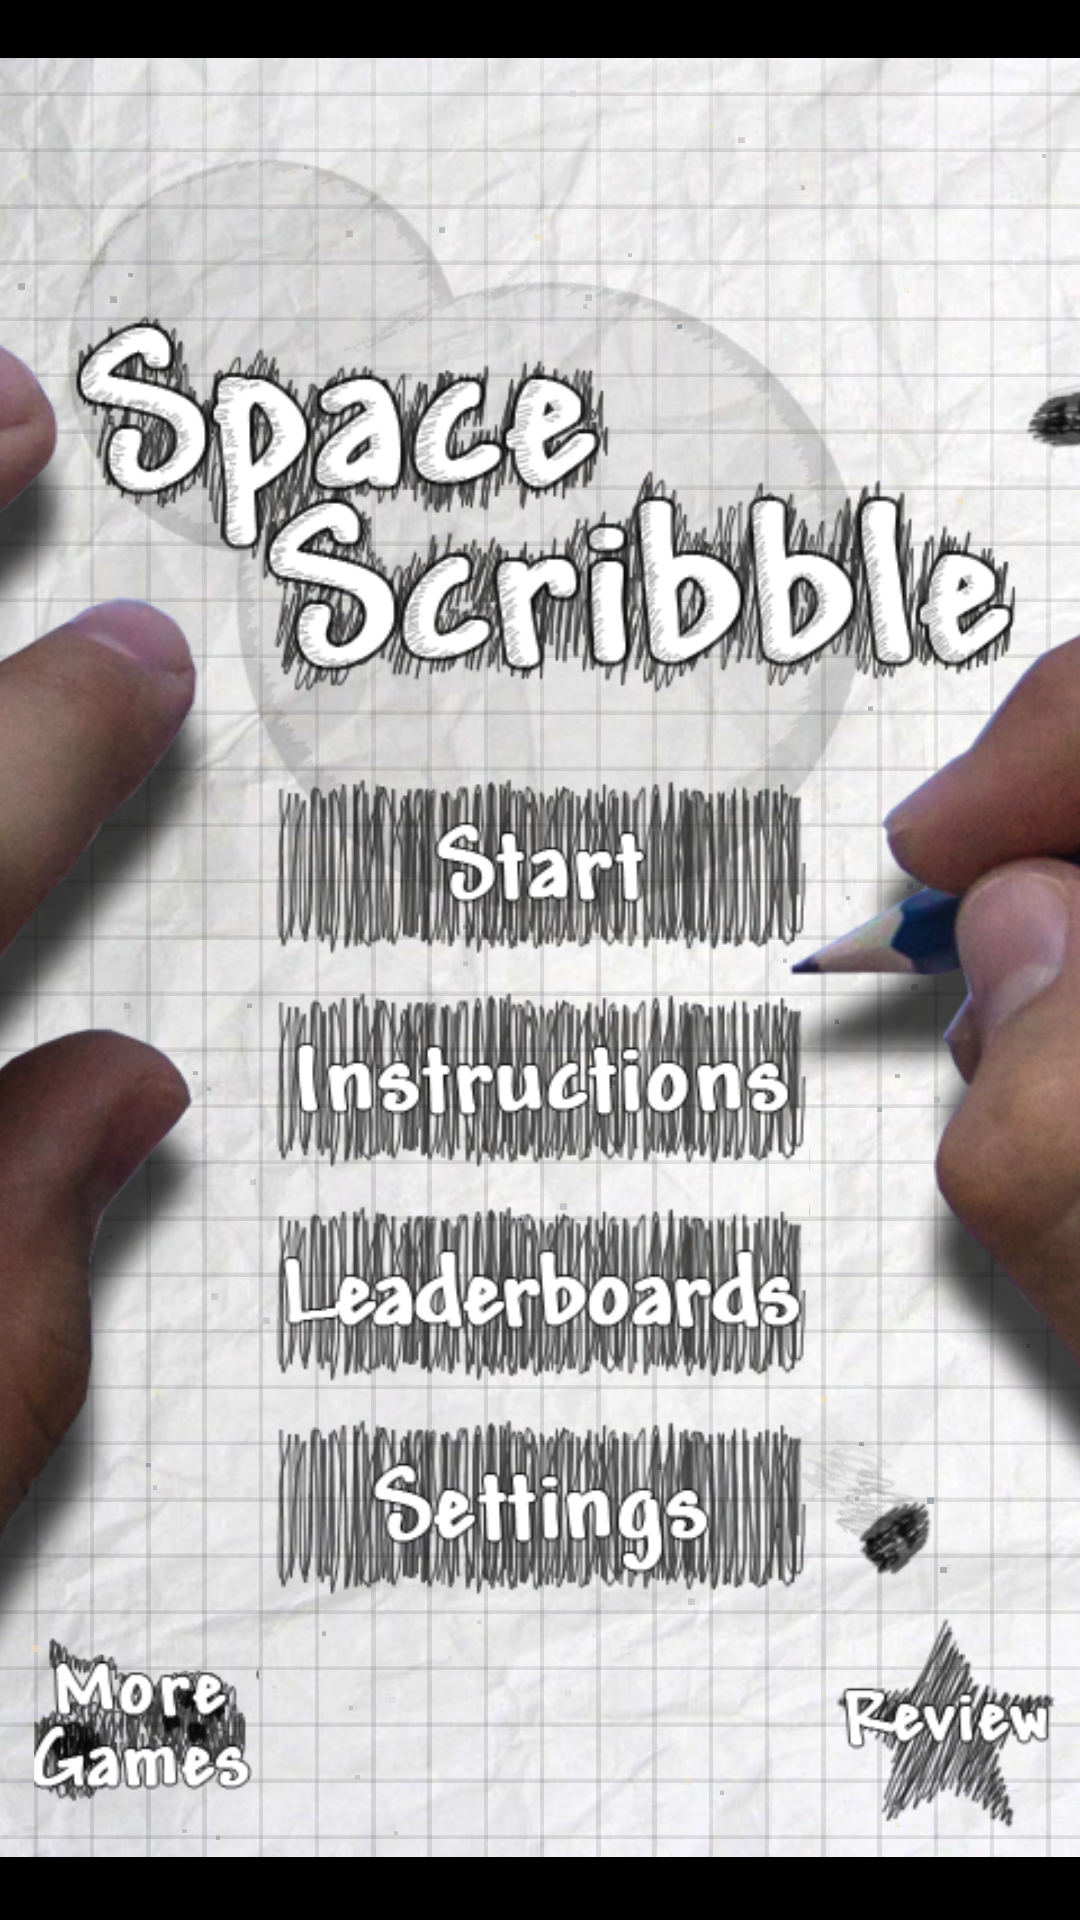 Space
Scribble
Start
Instructions
Leaderboards
Settings
More
Games
Review